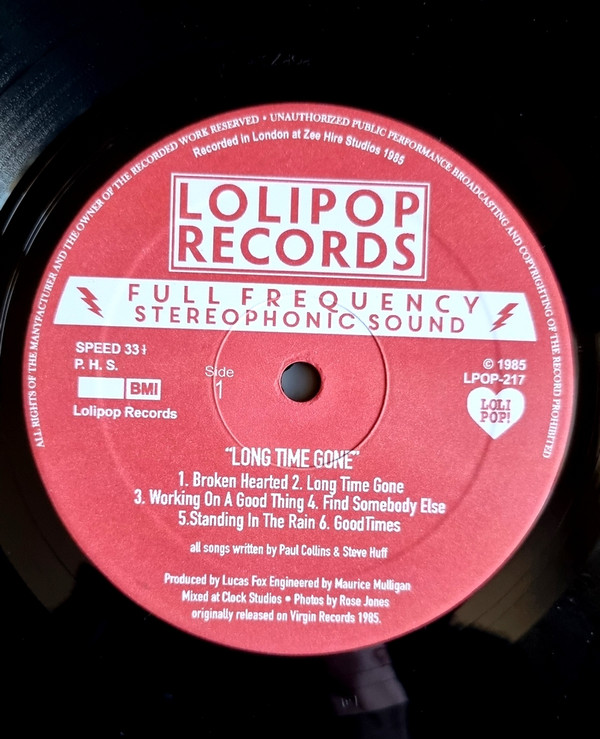 ALL RIGHTS OF THE MANYFACTURER AND THE OWNER OF THE RECORDED WORK RESERVED • UNAUTHORIZED PUBLIC PERFORMANCE BROADCASTING AND COPYRIGHTING OF THE RECORD PROHIBITED
Recorded in London at Zee Hire Studios 1985
LOLIPOP
RECORDS
FULL FREQUENCY
STEREOPHONIC SOUND
SPEED 33⅓
P. H. S.
BMI
Lolipop Records
Side
1
© 1985
LPOP-217
LOLI
POP!
“LONG TIME GONE”
1. Broken Hearted 2. Long Time Gone
3. Working On A Good Thing 4. Find Somebody Else
5.Standing In The Rain 6. GoodTimes
all songs written by Paul Collins & Steve Huff
Produced by Lucas Fox Engineered by Maurice Mulligan
Mixed at Clock Studios • Photos by Rose Jones
originally released on Virgin Records 1985.